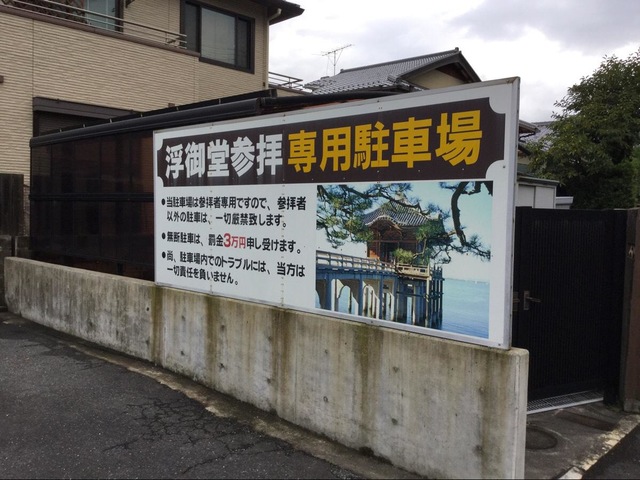 浮御堂参拝専用駐車場
●当駐車場は参拝者専用ですので、参拝者
以外の駐車は、一切厳禁致します。
●無断駐車は、罰金3万円申し受けます。
●尚、駐車場内でのトラブルには、当方は
一切責任を負いません。